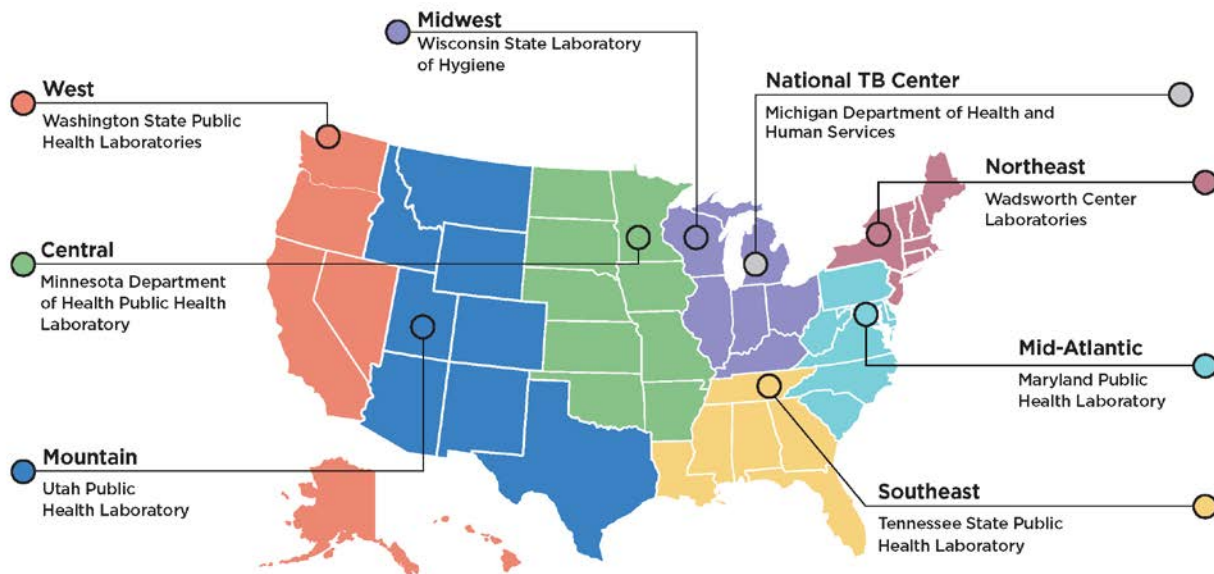 Midwest
Wisconsin State Laboratory
of Hygiene
West
Washington State Public
Health Laboratories
National TB Center
Michigan Department of Health and
Human Services
Northeast
Wadsworth Center
Laboratories
Central
Minnesota Department
of Health Public Health
Laboratory
Mid-Atlantic
Maryland Public
Health Laboratory
Mountain
Utah Public
Health Laboratory
Southeast
Tennessee State Public
Health Laboratory